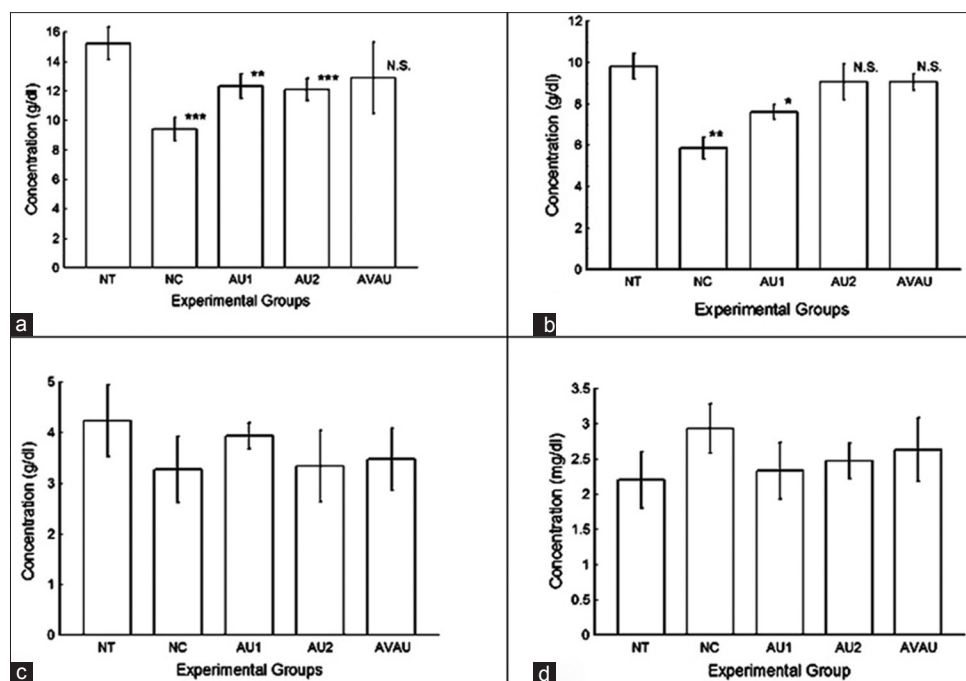 Concentration (g/dl)
16
14
12
10
8
6
4
2
0
***
**
***
N.S.
NT NC AU1 AU2 AVAU
Experimental Groups
a
Concentration (g/dl)
12
10
8
6
4
2
0
**
*
N.S.
N.S.
NT NC AU1 AU2 AVAU
Experimental Groups
b
Concentration (g/dl)
5
4
3
2
1
0
NT NC AU1 AU2 AVAU
Experimental Groups
c
Concentration (mg/dl)
3.5
3
2.5
2
1.5
1
0.5
0
NT NC AU1 AU2 AVAU
Experimental Group
d